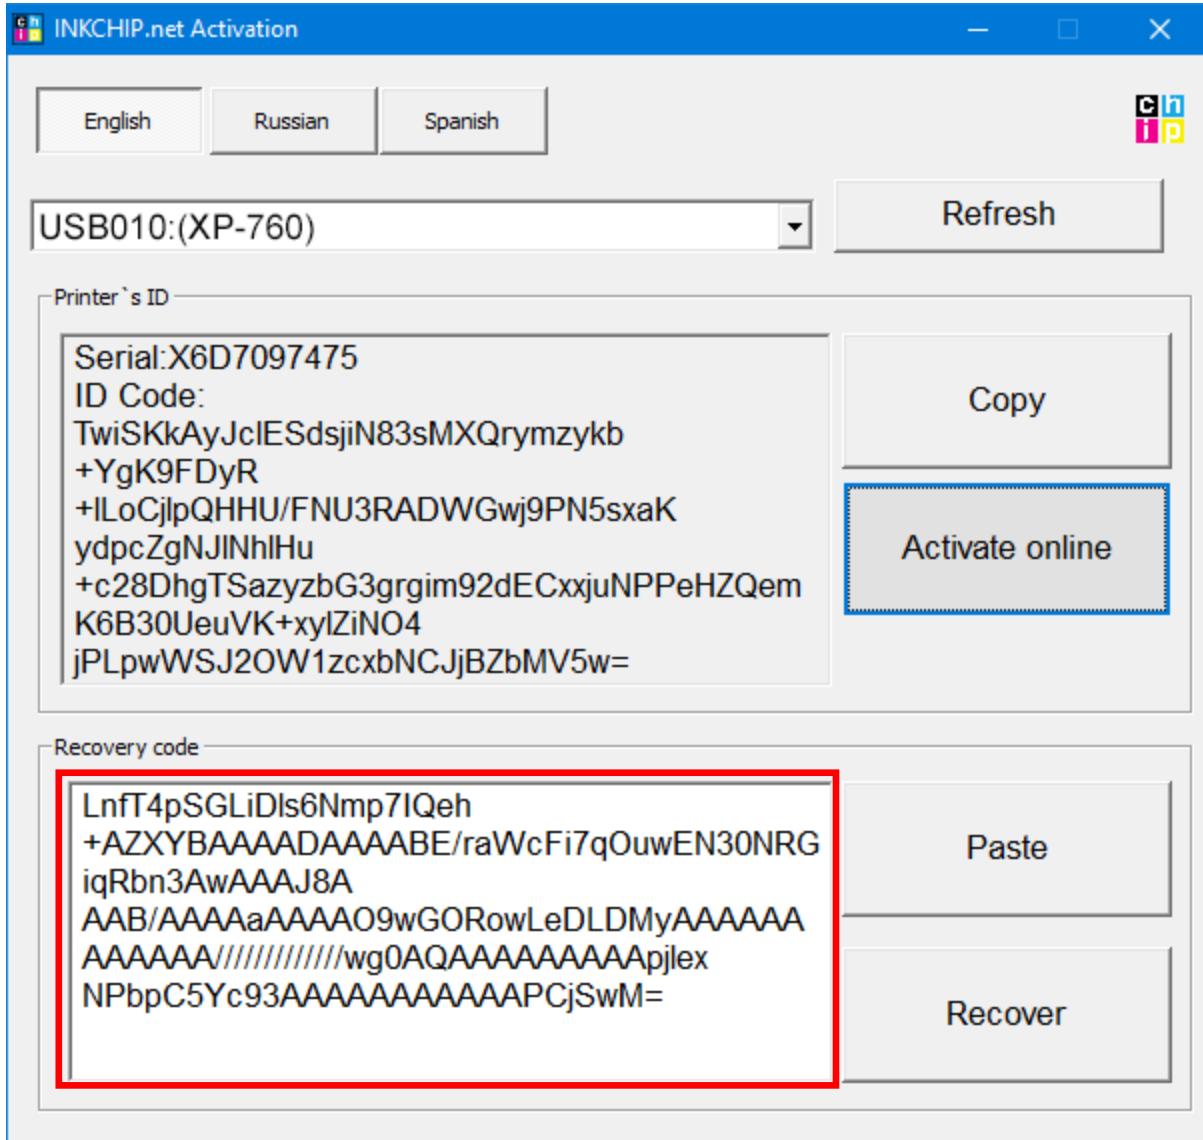 INKCHIP.net Activation
English
Russian
Spanish
ch
ip
USB010:(XP-760)
Refresh
Printer`s ID
Serial:X6D7097475
ID Code:
TwiSKkAyJclESdsjiN83sMXQrymzykb
+YgK9FDyR
+lLoCjlpQHHU/FNU3RADWGwj9PN5sxaK
ydpcZgNJlNhlHu
+c28DhgTSazyzbG3grgim92dECxxjuNPPeHZQem
K6B30UeuVK+xylZiNO4
jPLpwWSJ2OW1zcxbNCJjBZbMV5w=
Copy
Activate online
Recovery code
LnfT4pSGLiDls6Nmp7IQeh
+AZXYBAAAADAAAABE/raWcFi7qOuwEN30NRG
iqRbn3AwAAAJ8A
AAB/AAAAaAAAAO9wGORowLeDLDMyAAAAAA
AAAAAA/////////////wg0AQAAAAAAAAApjlex
NPbpC5Yc93AAAAAAAAAAAPCjSwM=
Paste
Recover